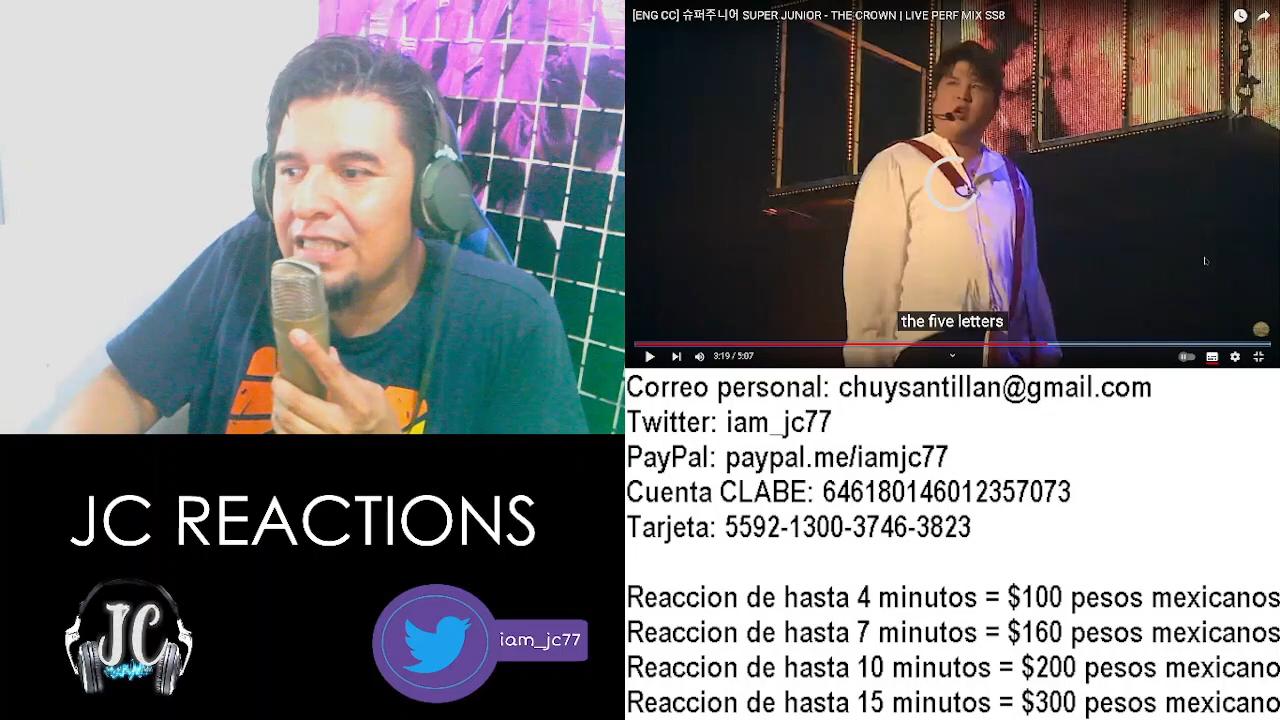 [ENG CC] 슈퍼주니어 SUPER JUNIOR - THE CROWN | LIVE PERF MIX SS8
the five letters
3:19 / 5:07
Correo personal: chuysantillan@gmail.com
Twitter: iam_jc77
PayPal: paypal.me/iamjc77
Cuenta CLABE: 646180146012357073
Tarjeta: 5592-1300-3746-3823
Reaccion de hasta 4 minutos = $100 pesos mexicanos
Reaccion de hasta 7 minutos = $160 pesos mexicanos
Reaccion de hasta 10 minutos = $200 pesos mexicano
Reaccion de hasta 15 minutos = $300 pesos mexicano
JC REACTIONS
JC
iam_jc77